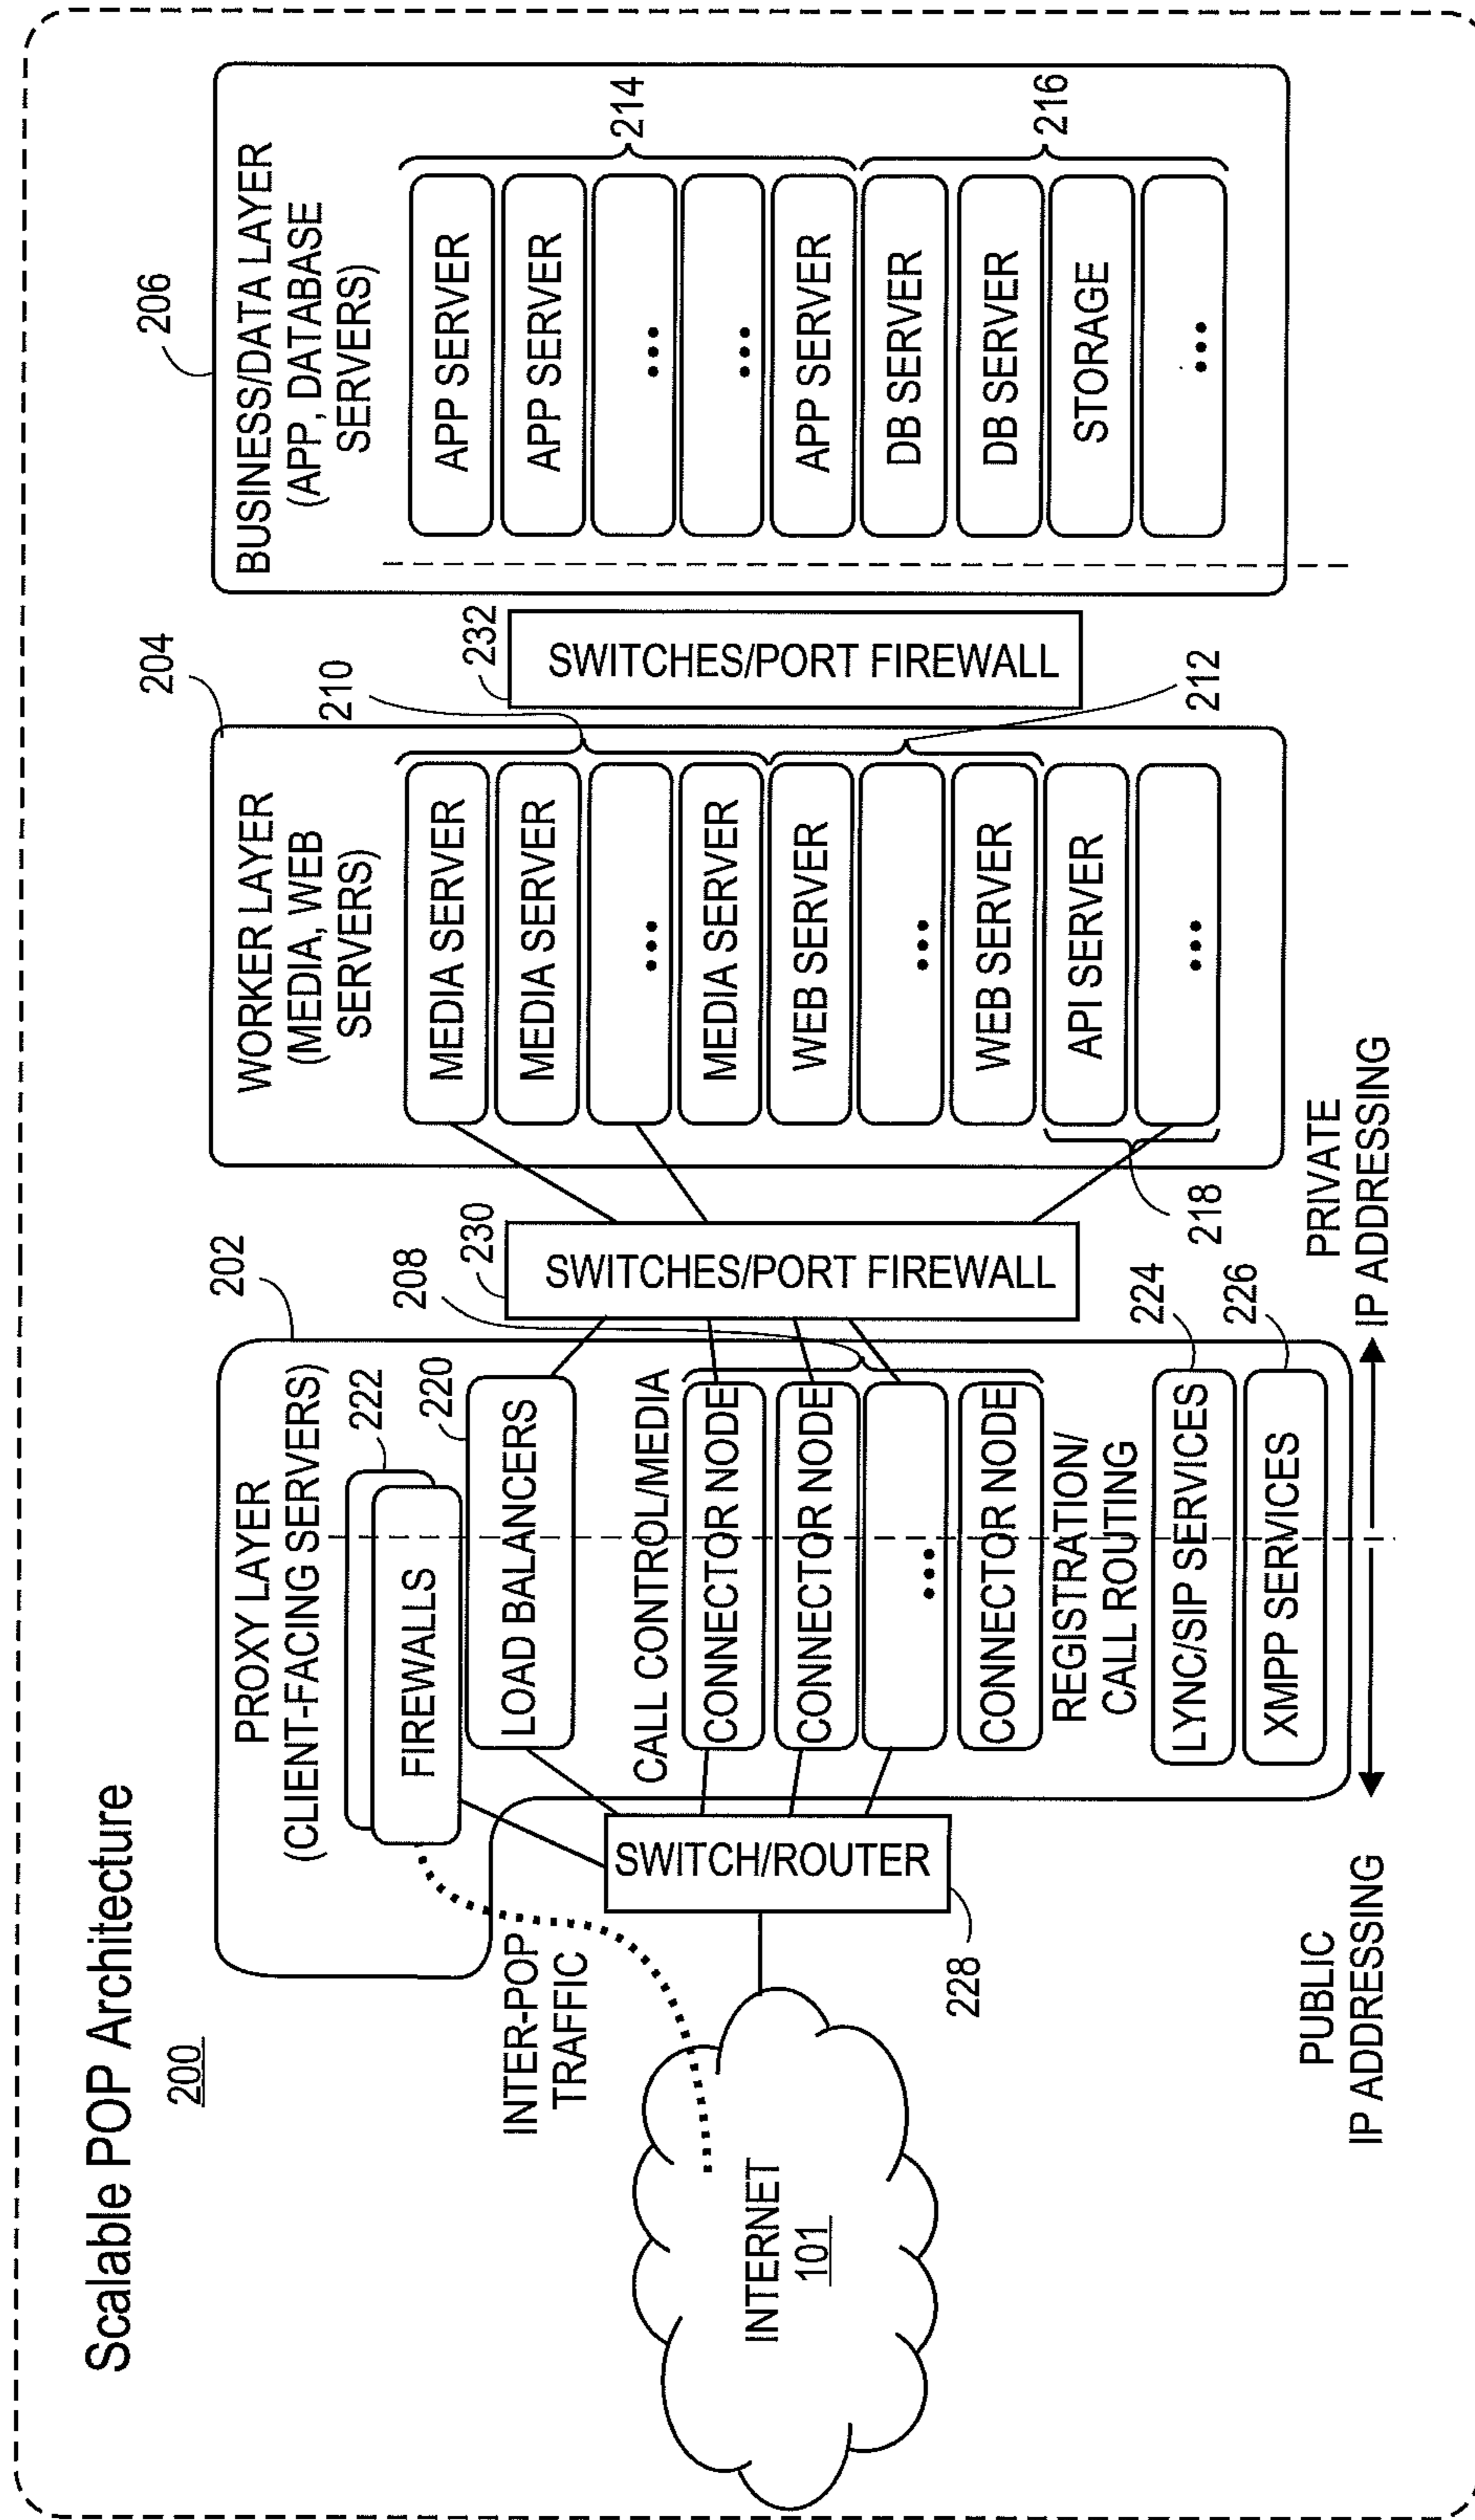 Scalable POP Architecture
200
INTERNET
101
INTER-POP
TRAFFIC
SWITCH/ROUTER
228
PUBLIC
IP ADDRESSING
202
PROXY LAYER
(CLIENT-FACING SERVERS)
FIREWALLS
222
LOAD BALANCERS
220
CALL CONTROL/MEDIA
208
CONNECTOR NODE
CONNECTOR NODE
...
CONNECTOR NODE
REGISTRATION/
CALL ROUTING
LYNC/SIP SERVICES
224
XMPP SERVICES
226
PRIVATE
IP ADDRESSING
230
SWITCHES/PORT FIREWALL
204
WORKER LAYER
(MEDIA, WEB
SERVERS)
210
MEDIA SERVER
MEDIA SERVER
...
MEDIA SERVER
WEB SERVER
...
WEB SERVER
212
API SERVER
...
218
232
SWITCHES/PORT FIREWALL
206
BUSINESS/DATA LAYER
(APP, DATABASE
SERVERS)
APP SERVER
APP SERVER
...
...
APP SERVER
214
DB SERVER
DB SERVER
STORAGE
...
216